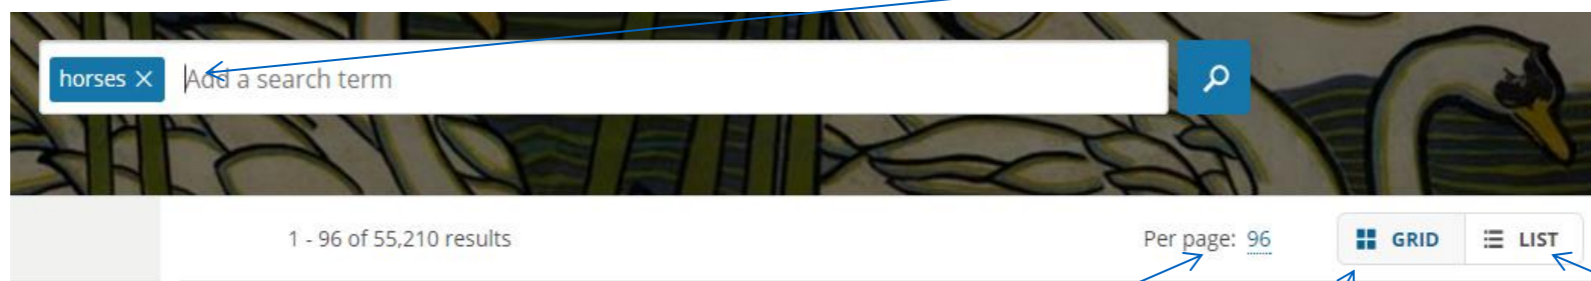 horses × Add a search term
1 - 96 of 55,210 results Per page: 96 GRID LIST